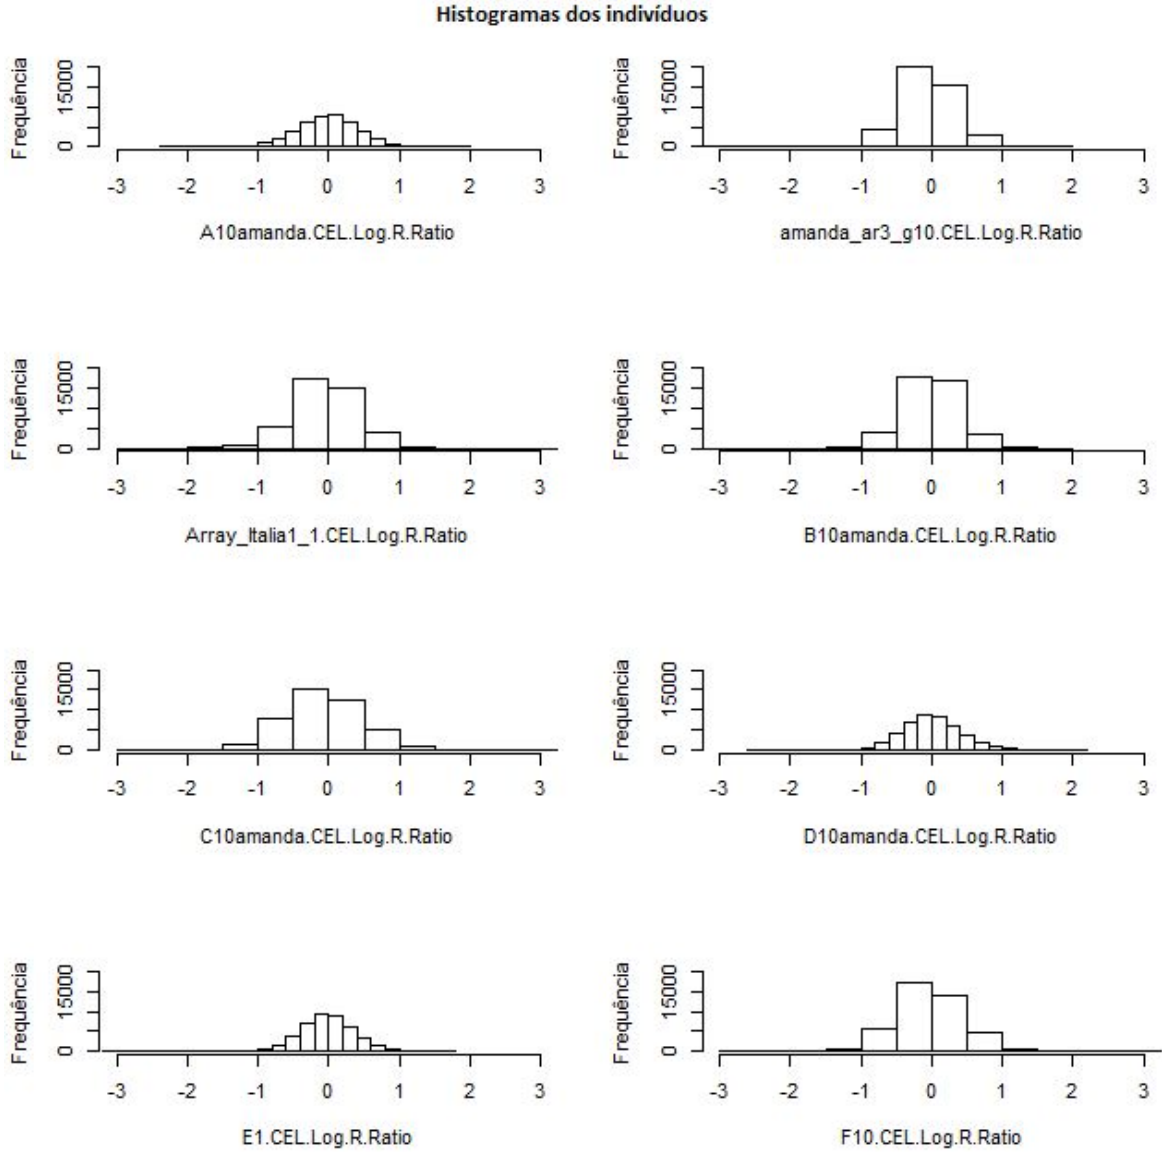 Histogramas dos indivíduos
Frequência
0 15000
-3 -2 -1 0 1 2 3
A10amanda.CEL.Log.R.Ratio
Frequência
0 15000
-3 -2 -1 0 1 2 3
amanda_ar3_g10.CEL.Log.R.Ratio
Frequência
0 15000
-3 -2 -1 0 1 2 3
Array_Italia1_1.CEL.Log.R.Ratio
Frequência
0 15000
-3 -2 -1 0 1 2 3
B10amanda.CEL.Log.R.Ratio
Frequência
0 15000
-3 -2 -1 0 1 2 3
C10amanda.CEL.Log.R.Ratio
Frequência
0 15000
-3 -2 -1 0 1 2 3
D10amanda.CEL.Log.R.Ratio
Frequência
0 15000
-3 -2 -1 0 1 2 3
E1.CEL.Log.R.Ratio
Frequência
0 15000
-3 -2 -1 0 1 2 3
F10.CEL.Log.R.Ratio